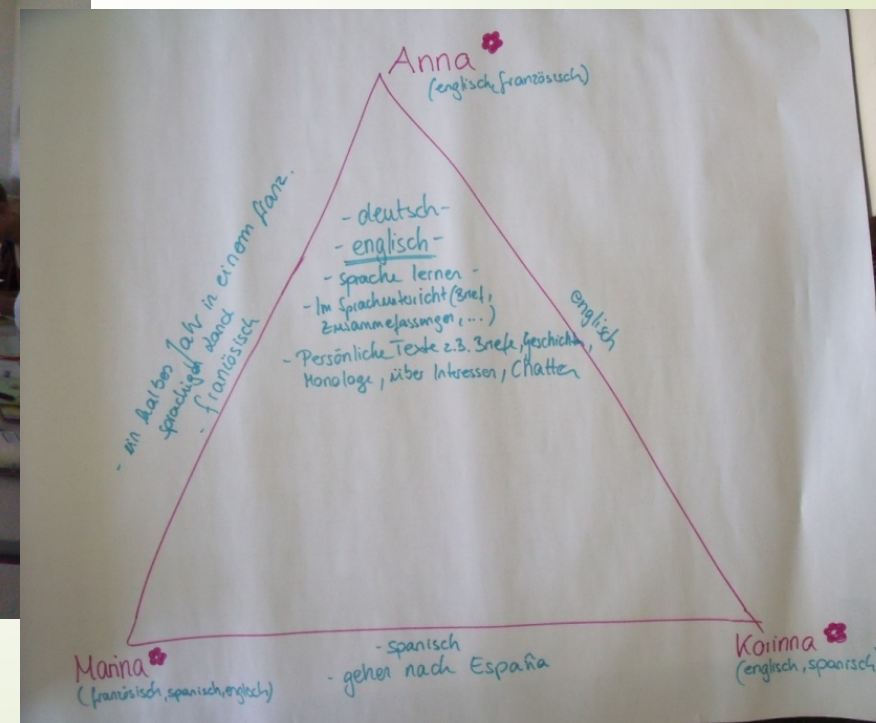 Anna
(englisch, französisch)
- deutsch -
- englisch -
- sprache lernen -
- Im Sprachunterricht (Brief,
Zusammefassungen, ...)
- Persönliche Texte z.B. Briefe, Geschichten,
Monologe, über Interessen, Chatten
- ein halbes Jahr in einem franz.
sprachigen Land
- französisch
englisch
Marina
(französisch, spanisch, englisch)
- spanisch
- gehen nach España
Korinna
(englisch, spanisch)